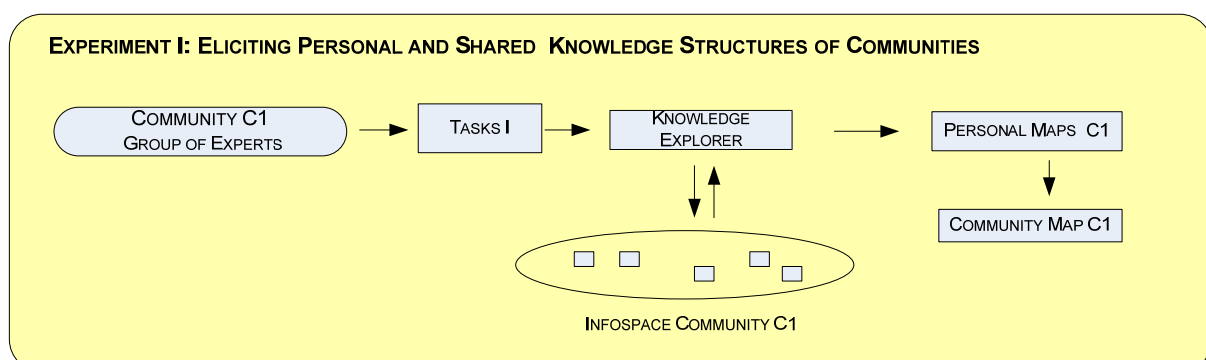 EXPERIMENT I: ELICITING PERSONAL AND SHARED KNOWLEDGE STRUCTURES OF COMMUNITIES
COMMUNITY C1
GROUP OF EXPERTS
TASKS I
KNOWLEDGE
EXPLORER
PERSONAL MAPS C1
COMMUNITY MAP C1
INFOSPACE COMMUNITY C1